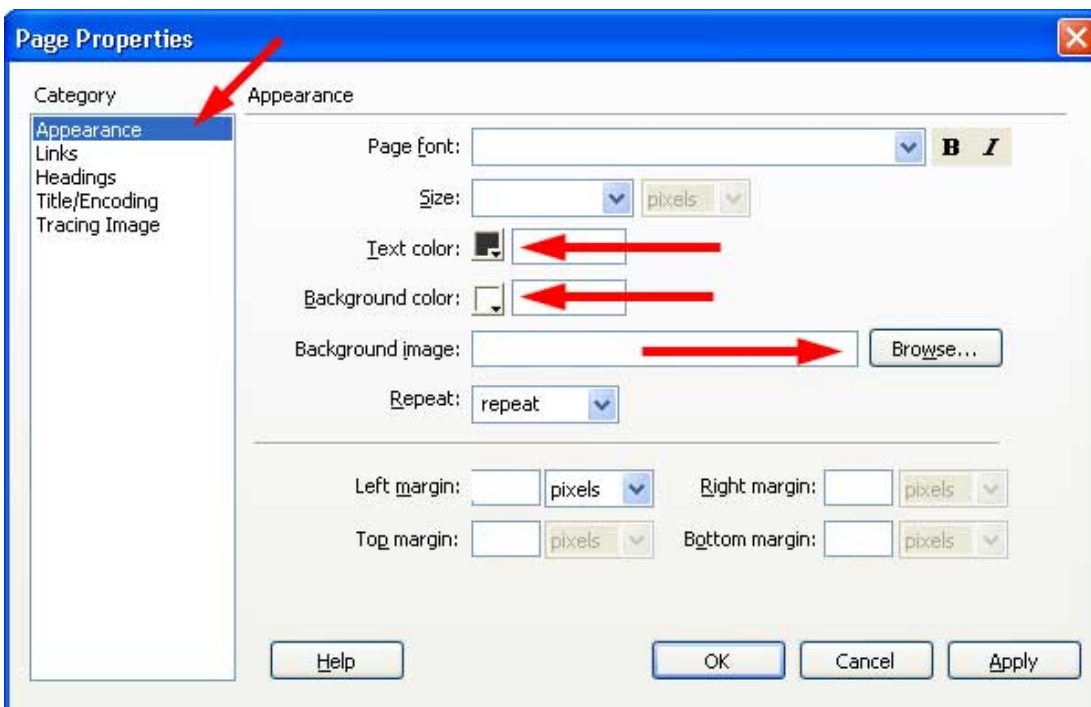 Page Properties
Category
Appearance
Links
Headings
Title/Encoding
Tracing Image
Appearance
Page font: B I
Size: pixels
Text color:
Background color:
Background image: Browse...
Repeat: repeat
Left margin: pixels Right margin: pixels
Top margin: pixels Bottom margin: pixels
Help OK Cancel Apply